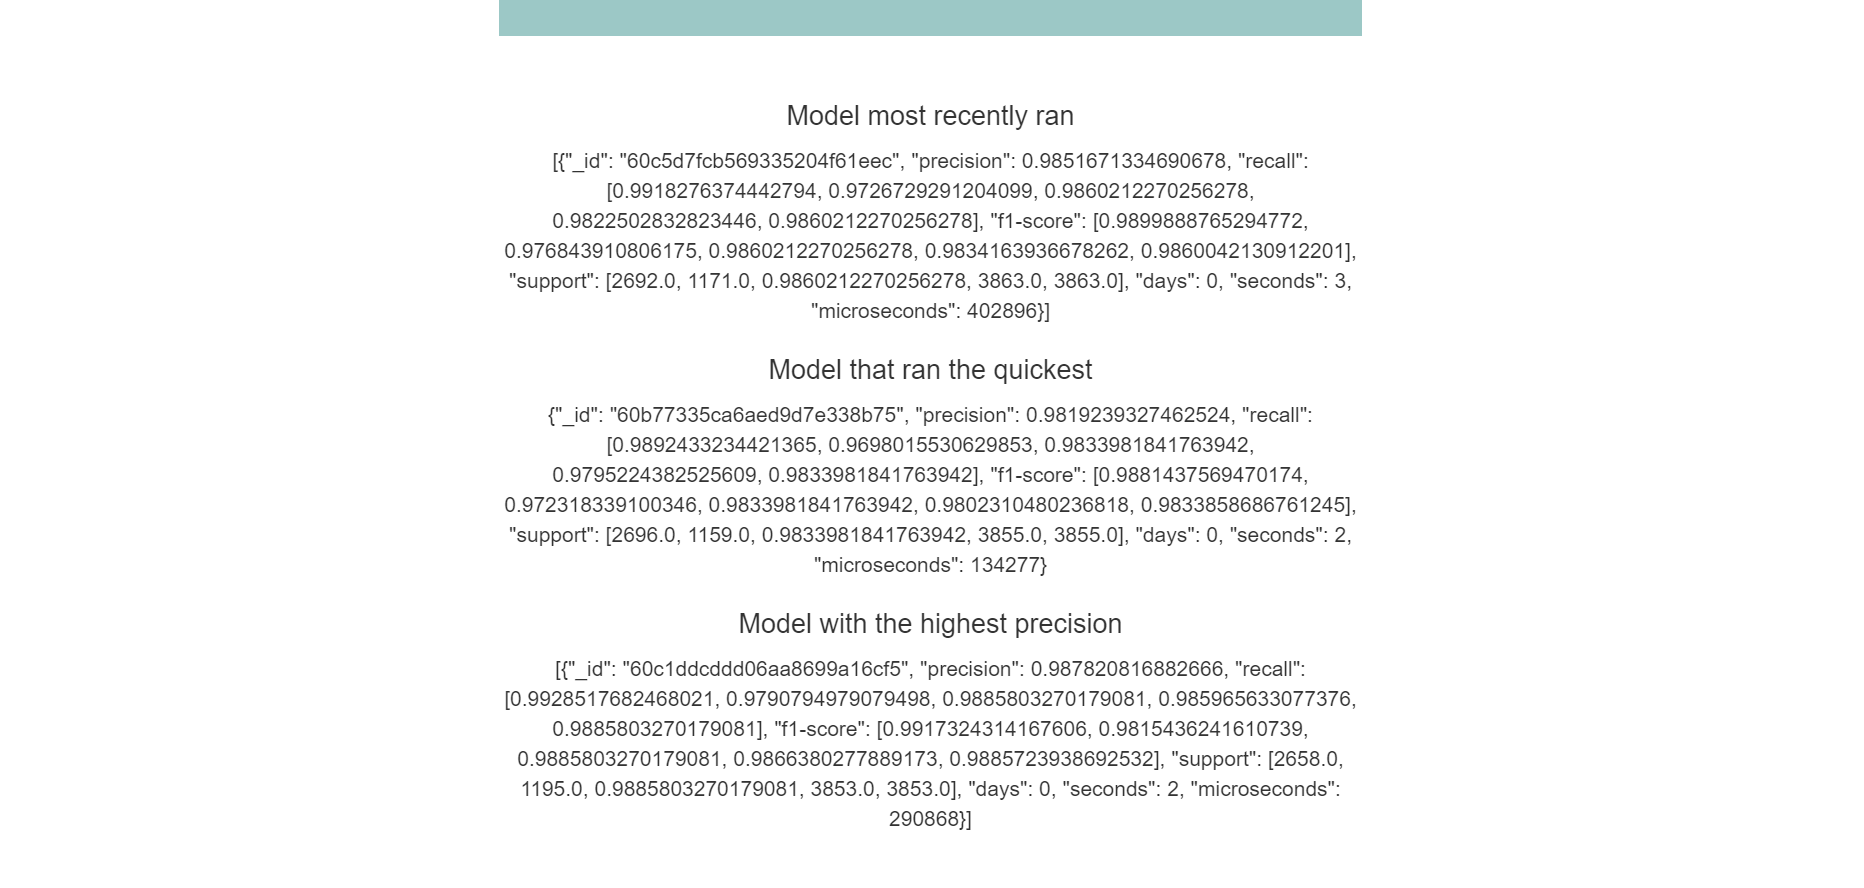 Model most recently ran
[{"_id": "60c5d7fcb569335204f61eec", "precision": 0.9851671334690678, "recall":
[0.9918276374442794, 0.9726729291204099, 0.9860212270256278,
0.9822502832823446, 0.9860212270256278], "f1-score": [0.9899888765294772,
0.976843910806175, 0.9860212270256278, 0.9834163936678262, 0.9860042130912201],
"support": [2692.0, 1171.0, 0.9860212270256278, 3863.0, 3863.0], "days": 0, "seconds": 3,
"microseconds": 402896}]
Model that ran the quickest
{"_id": "60b77335ca6aed9d7e338b75", "precision": 0.9819239327462524, "recall":
[0.9892433234421365, 0.9698015530629853, 0.9833981841763942,
0.9795224382525609, 0.9833981841763942], "f1-score": [0.9881437569470174,
0.972318339100346, 0.9833981841763942, 0.9802310480236818, 0.9833858686761245],
"support": [2696.0, 1159.0, 0.9833981841763942, 3855.0, 3855.0], "days": 0, "seconds": 2,
"microseconds": 134277}
Model with the highest precision
[{"_id": "60c1ddcddd06aa8699a16cf5", "precision": 0.987820816882666, "recall":
[0.9928517682468021, 0.9790794979079498, 0.9885803270179081, 0.985965633077376,
0.9885803270179081], "f1-score": [0.9917324314167606, 0.9815436241610739,
0.9885803270179081, 0.9866380277889173, 0.9885723938692532], "support": [2658.0,
1195.0, 0.9885803270179081, 3853.0, 3853.0], "days": 0, "seconds": 2, "microseconds":
290868}]